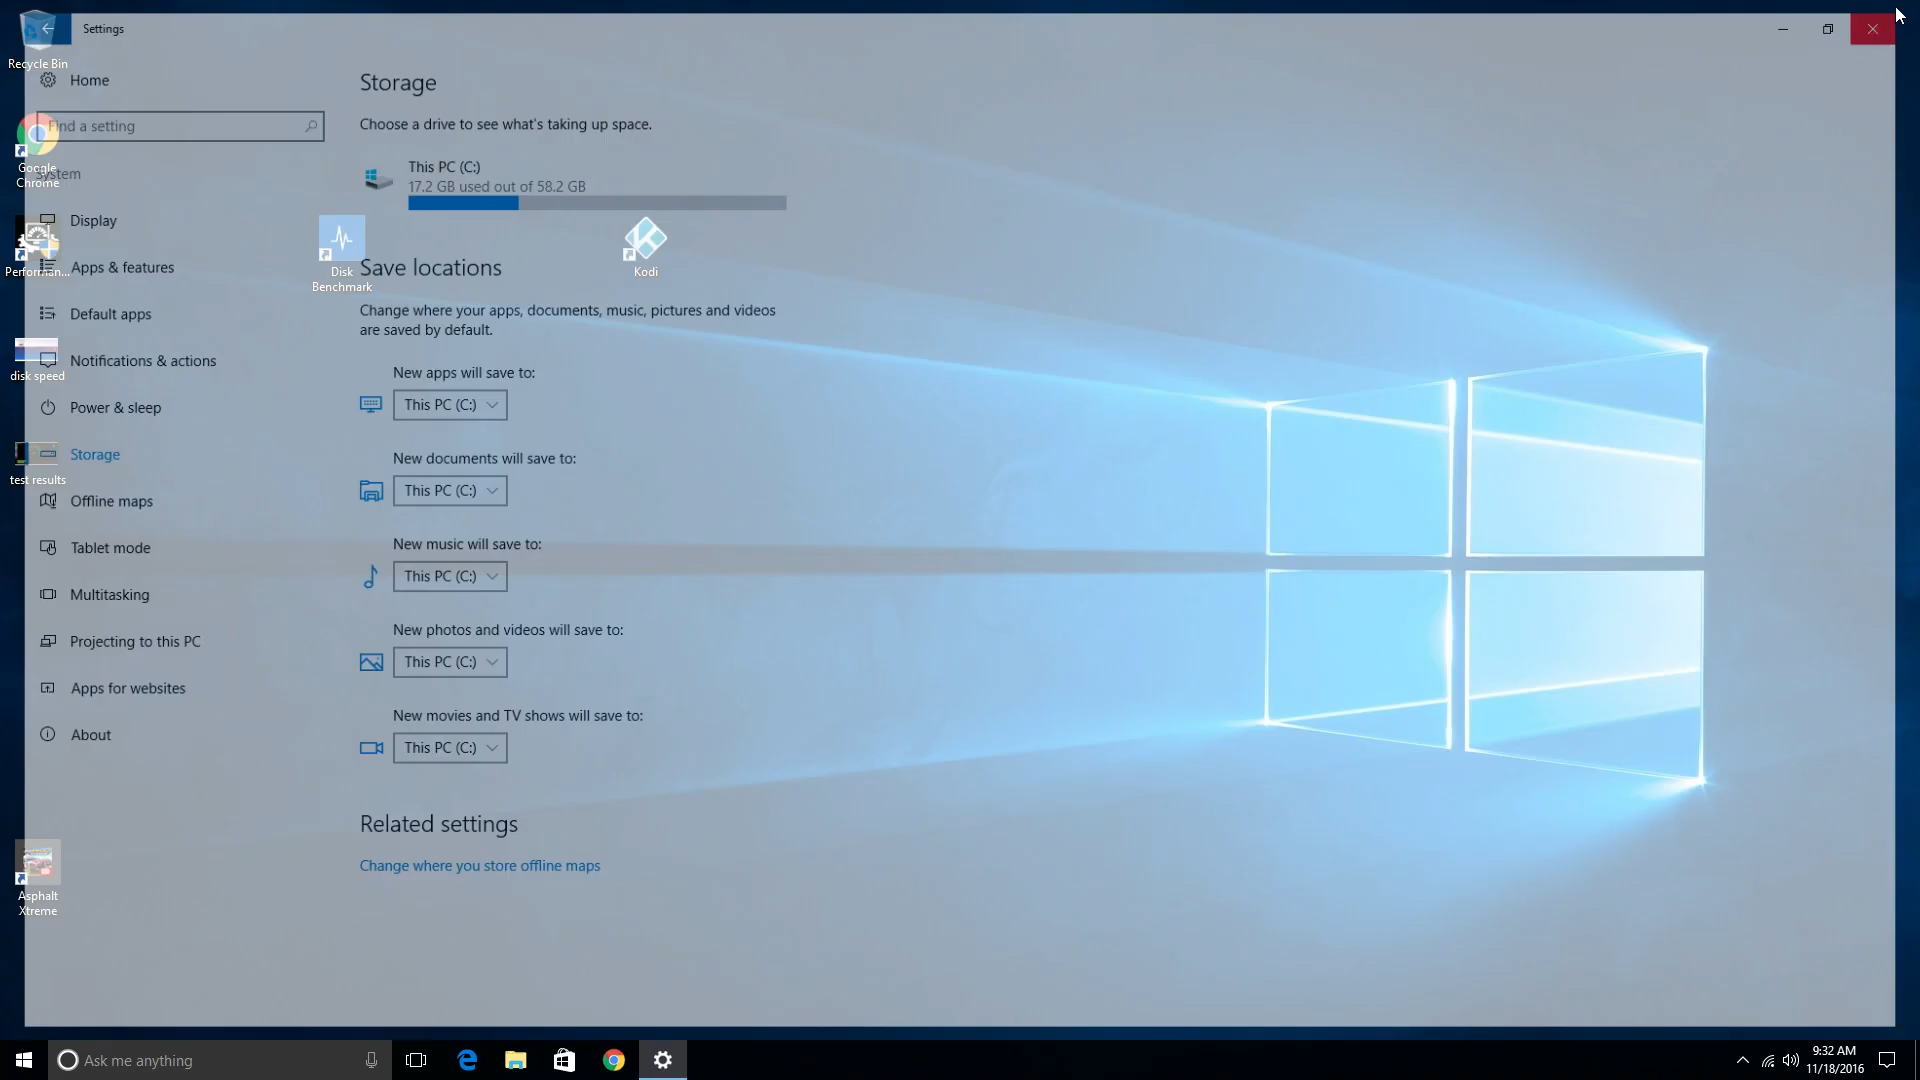 Settings
Recycle Bin
Home
Find a setting
Google
Chrome
System
Display
Performan...
Apps & features
Default apps
Notifications & actions
disk speed
Power & sleep
Storage
test results
Offline maps
Tablet mode
Multitasking
Projecting to this PC
Apps for websites
About
Asphalt
Xtreme
Storage
Choose a drive to see what's taking up space.
This PC (C:)
17.2 GB used out of 58.2 GB
Disk
Benchmark
Kodi
Save locations
Change where your apps, documents, music, pictures and videos
are saved by default.
New apps will save to:
This PC (C:)
New documents will save to:
This PC (C:)
New music will save to:
This PC (C:)
New photos and videos will save to:
This PC (C:)
New movies and TV shows will save to:
This PC (C:)
Related settings
Change where you store offline maps
Ask me anything
9:32 AM
11/18/2016